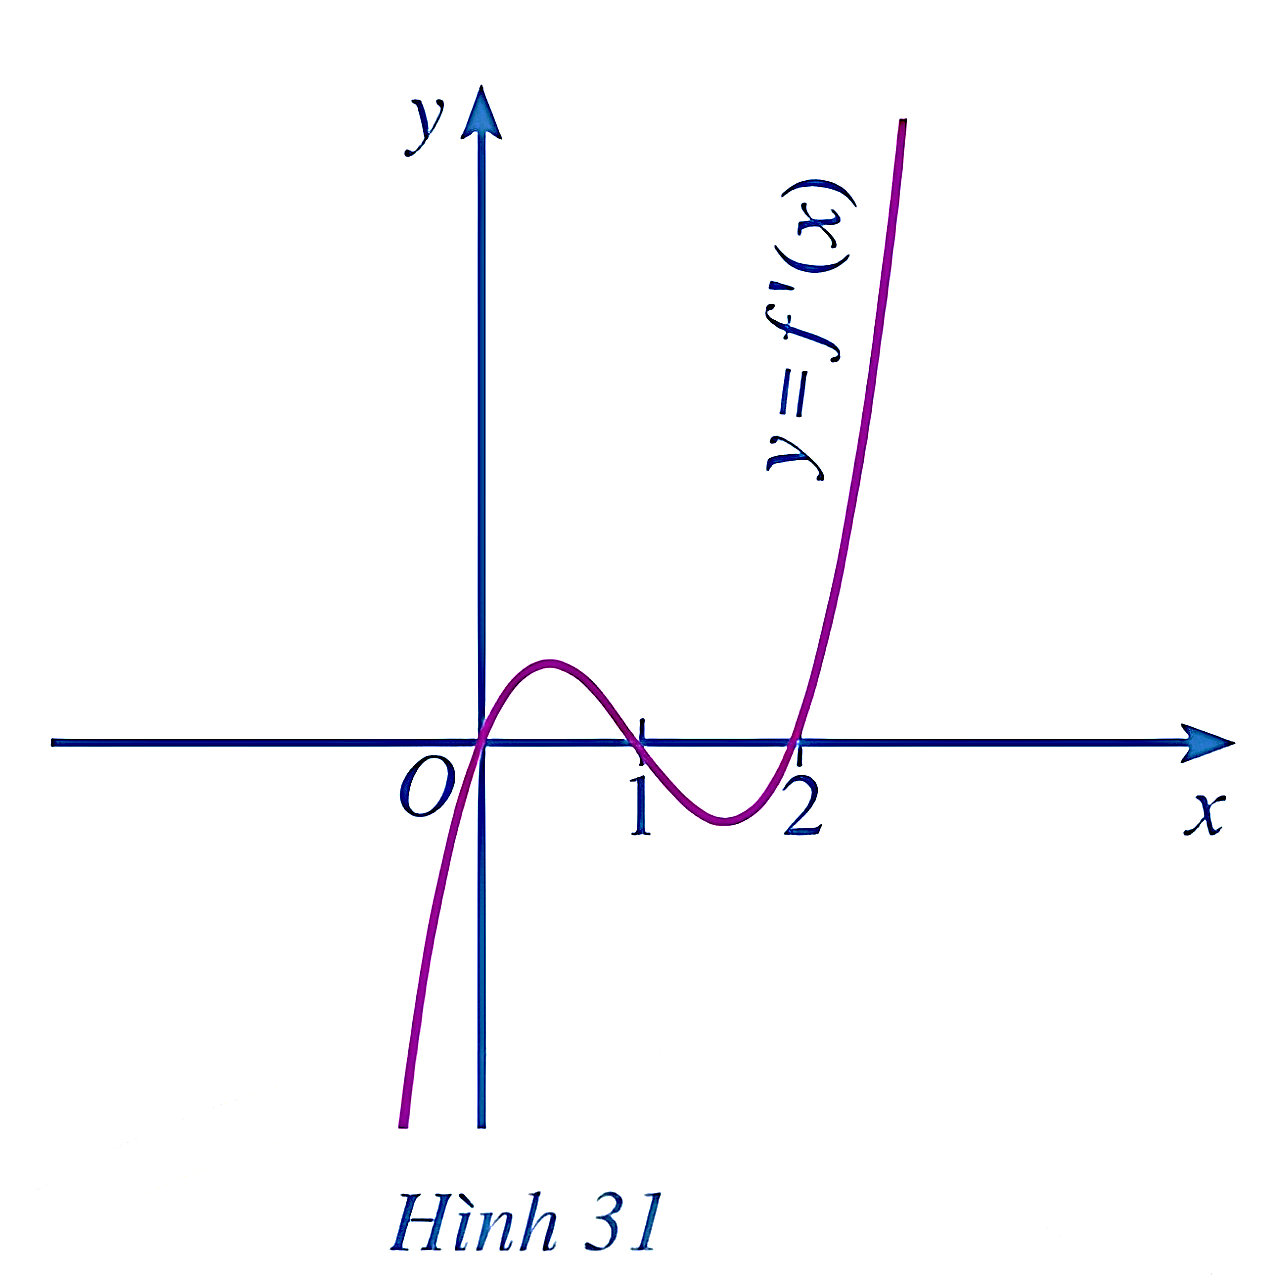 y
y = f'(x)
O
1
2
x
Hình 31